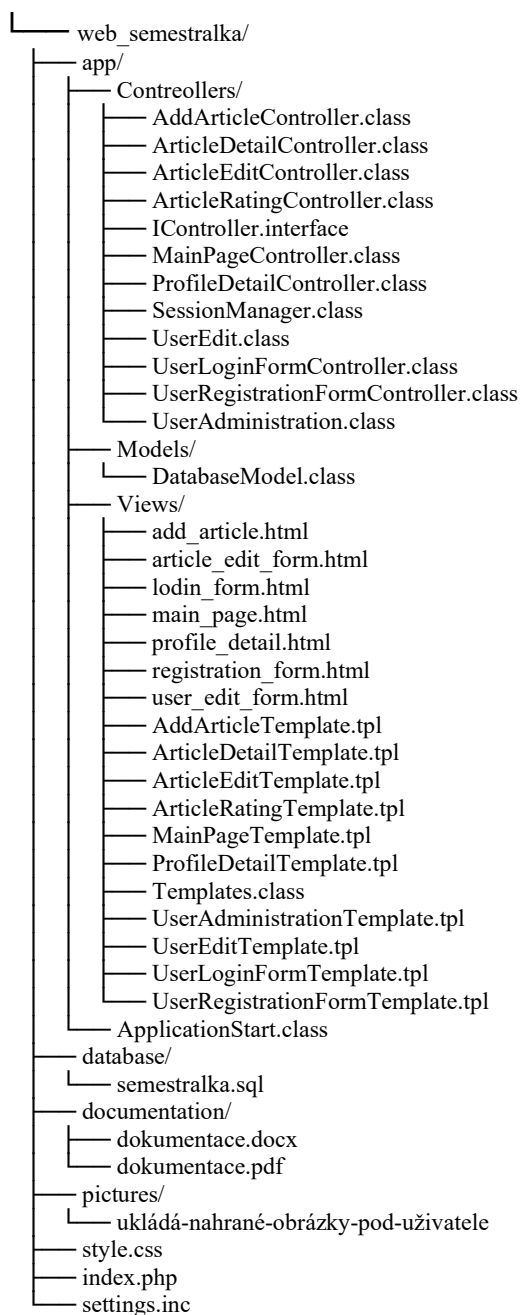 web_semestralka/
app/
Contreollers/
AddArticleController.class
ArticleDetailController.class
ArticleEditController.class
ArticleRatingController.class
IController.interface
MainPageController.class
ProfileDetailController.class
SessionManager.class
UserEdit.class
UserLoginFormController.class
UserRegistrationFormController.class
UserAdministration.class
Models/
DatabaseModel.class
Views/
add_article.html
article_edit_form.html
lodin_form.html
main_page.html
profile_detail.html
registration_form.html
user_edit_form.html
AddArticleTemplate.tpl
ArticleDetailTemplate.tpl
ArticleEditTemplate.tpl
ArticleRatingTemplate.tpl
MainPageTemplate.tpl
ProfileDetailTemplate.tpl
Templates.class
UserAdministrationTemplate.tpl
UserEditTemplate.tpl
UserLoginFormTemplate.tpl
UserRegistrationFormTemplate.tpl
ApplicationStart.class
database/
semestralka.sql
documentation/
dokumentace.docx
dokumentace.pdf
pictures/
ukládá-nahrané-obrázky-pod-uživatele
style.css
index.php
settings.inc